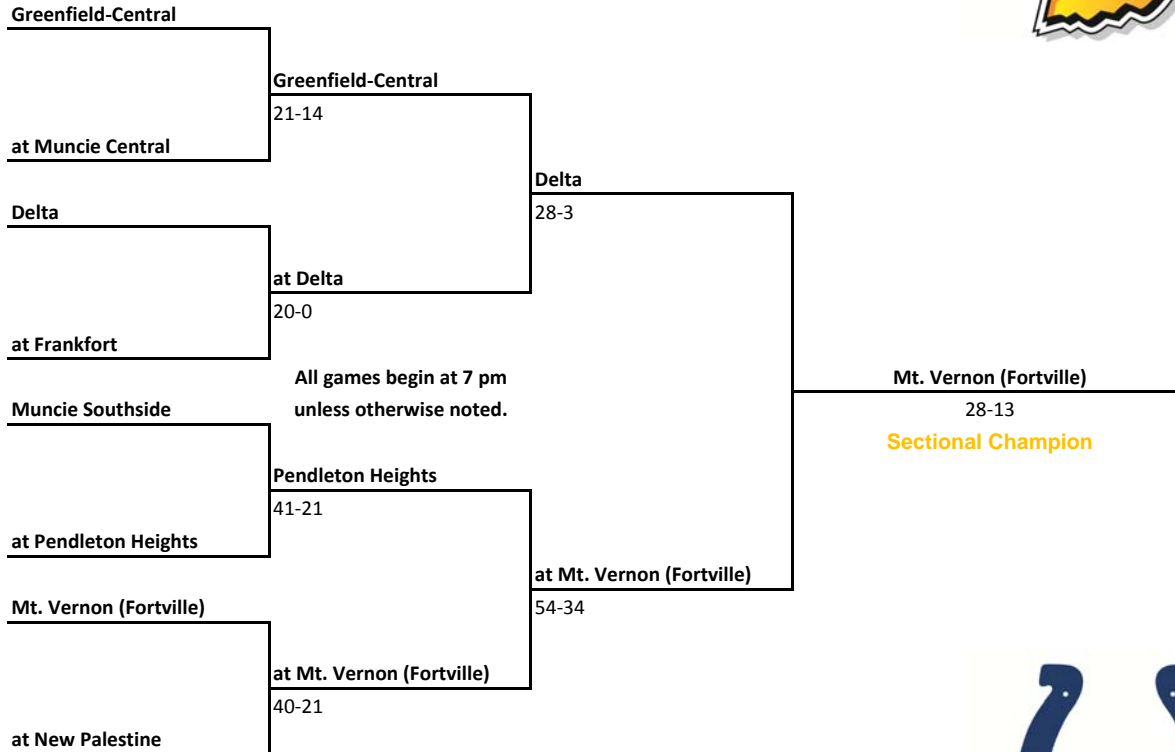 Greenfield-Central
Greenfield-Central
21-14
at Muncie Central
Delta
28-3
Delta
at Delta
20-0
at Frankfort
All games begin at 7 pm
unless otherwise noted.
Mt. Vernon (Fortville)
28-13
Sectional Champion
Muncie Southside
Pendleton Heights
41-21
at Pendleton Heights
at Mt. Vernon (Fortville)
54-34
Mt. Vernon (Fortville)
at Mt. Vernon (Fortville)
40-21
at New Palestine